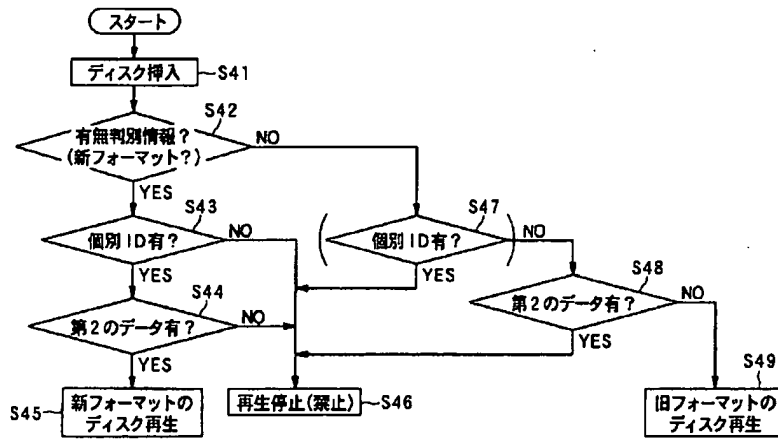 スタート
ディスク挿入
S41
有無判別情報?
(新フォーマット?)
S42
NO
YES
個別ID有?
S43
NO
YES
(個別ID有?)
S47
NO
YES
第2のデータ有?
S44
NO
YES
第2のデータ有?
S48
NO
YES
S45
新フォーマットの
ディスク再生
再生停止(禁止)
S46
S49
旧フォーマットの
ディスク再生